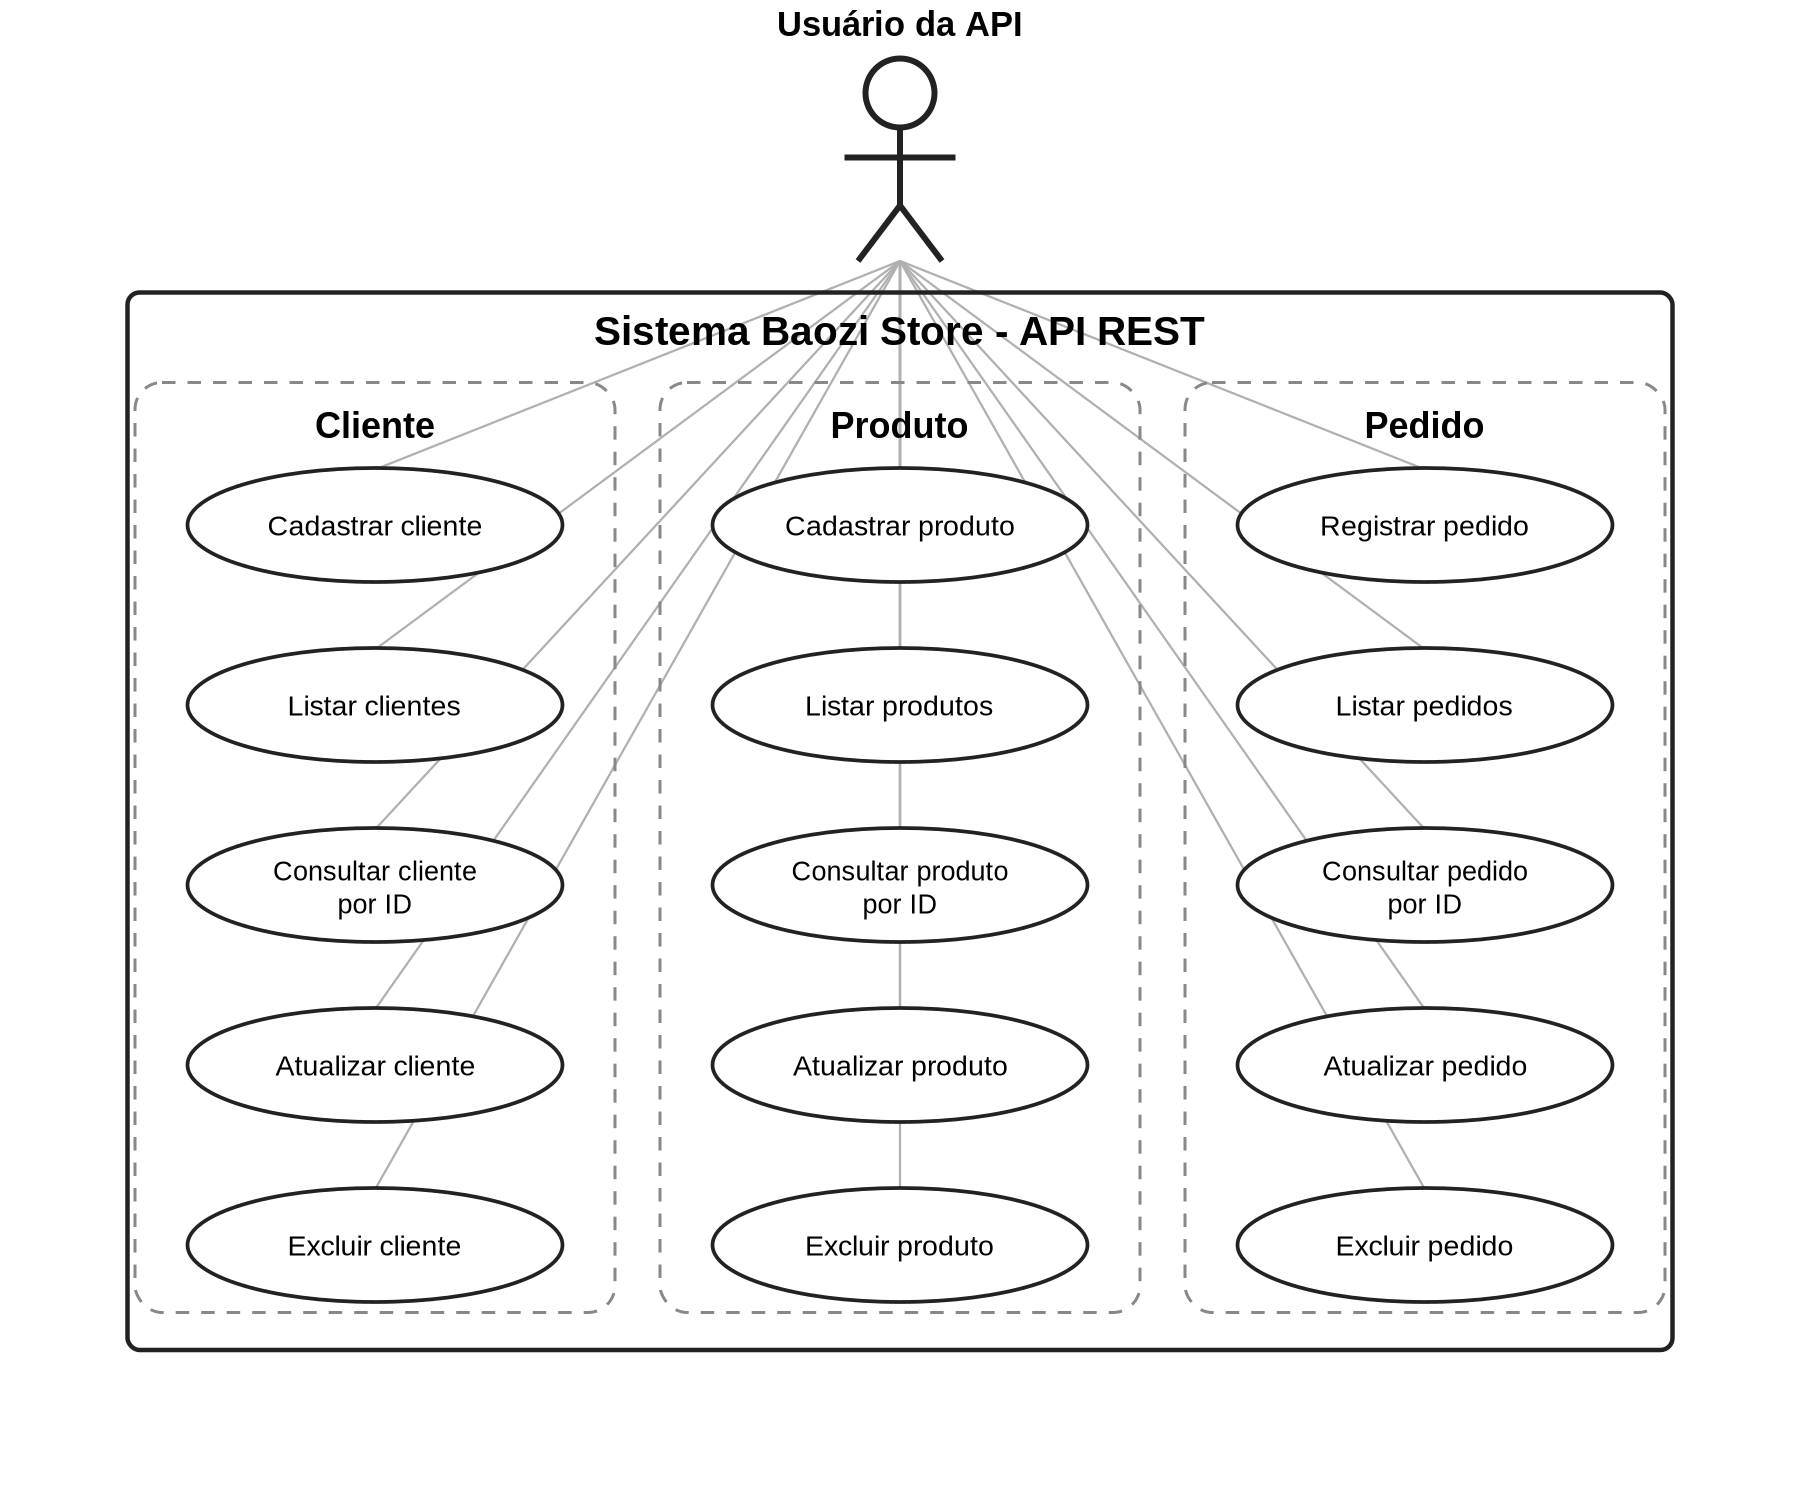 Usuário da API
Sistema Baozi Store - API REST
Cliente
Cadastrar cliente
Listar clientes
Consultar cliente
por ID
Atualizar cliente
Excluir cliente
Produto
Cadastrar produto
Listar produtos
Consultar produto
por ID
Atualizar produto
Excluir produto
Pedido
Registrar pedido
Listar pedidos
Consultar pedido
por ID
Atualizar pedido
Excluir pedido